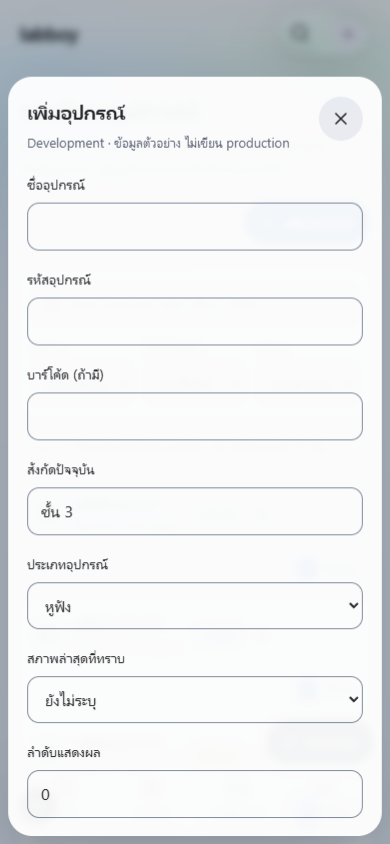 เพิ่มอุปกรณ์
Development · ข้อมูลตัวอย่าง ไม่เขียน production
ชื่ออุปกรณ์
รหัสอุปกรณ์
บาร์โค้ด (ถ้ามี)
สังกัดปัจจุบัน
ชั้น 3
ประเภทอุปกรณ์
หูฟัง
สภาพล่าสุดที่ทราบ
ยังไม่ระบุ
ลำดับแสดงผล
0